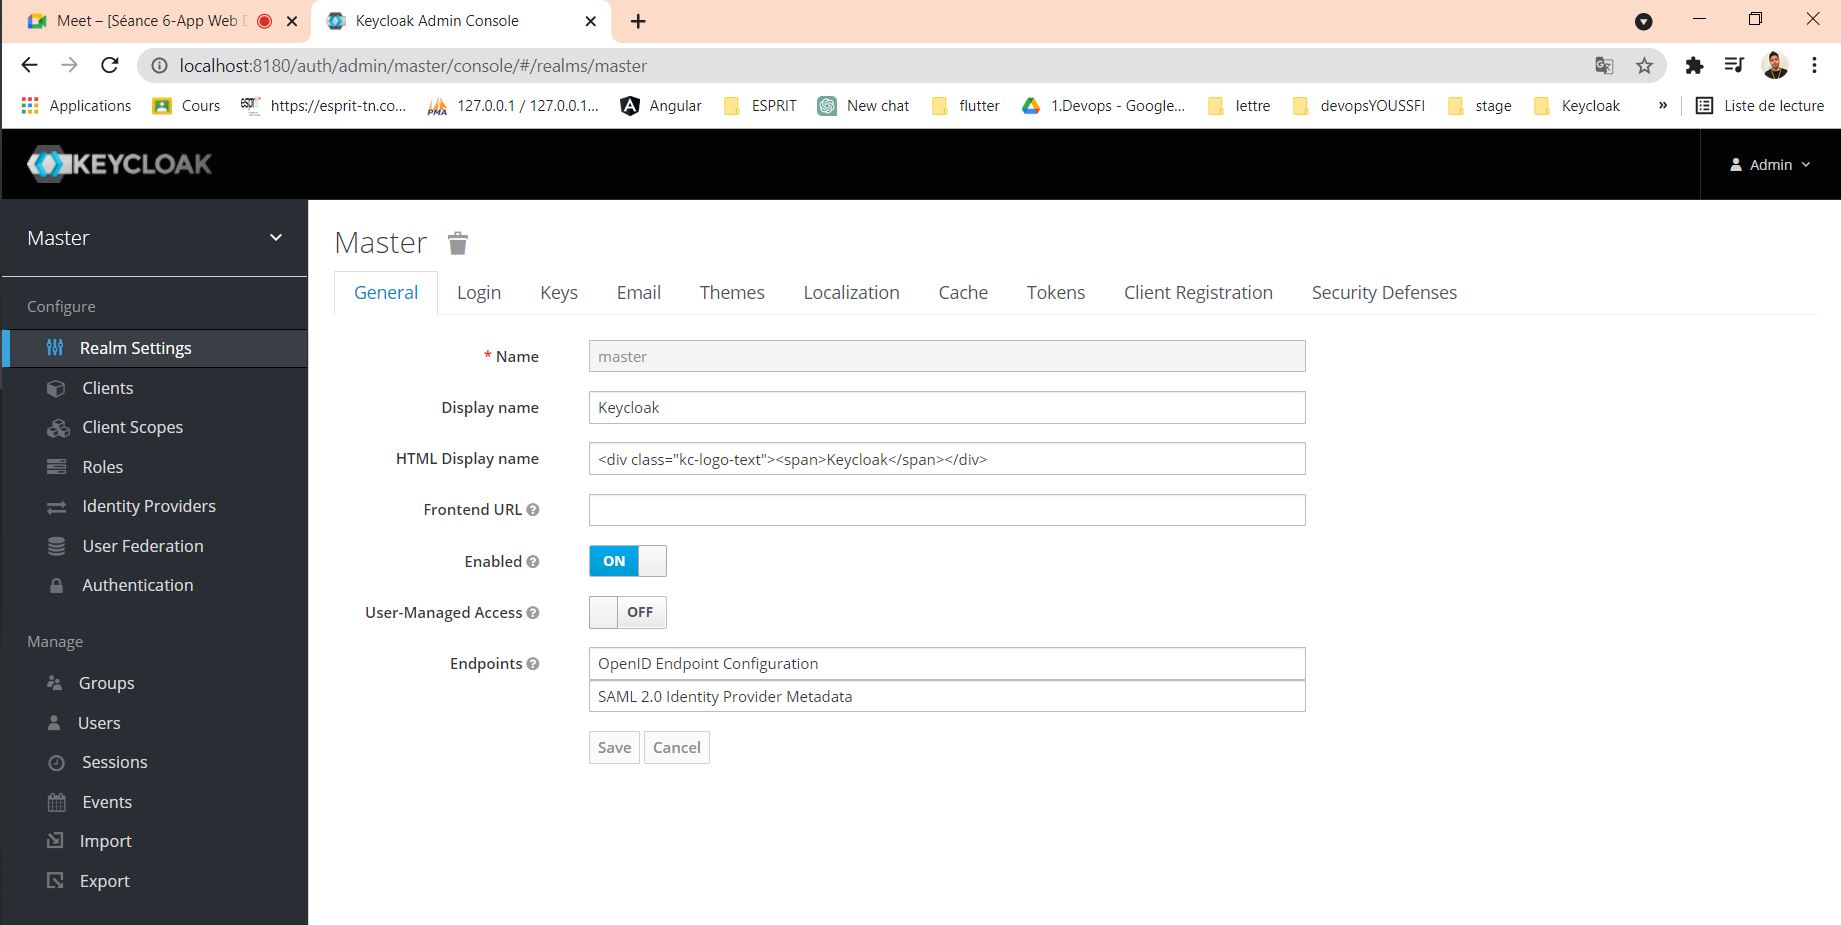 Meet – [Séance 6-App Web D
Keycloak Admin Console
localhost:8180/auth/admin/master/console/#/realms/master
Applications Cours https://esprit-tn.co... 127.0.0.1 / 127.0.0.1... Angular ESPRIT New chat flutter 1.Devops - Google... lettre devopsYOUSSFI stage Keycloak » Liste de lecture
KEYCLOAK
Admin
Master
Configure
Realm Settings
Clients
Client Scopes
Roles
Identity Providers
User Federation
Authentication
Manage
Groups
Users
Sessions
Events
Import
Export
Master
General Login Keys Email Themes Localization Cache Tokens Client Registration Security Defenses
* Name master
Display name Keycloak
HTML Display name <div class="kc-logo-text"><span>Keycloak</span></div>
Frontend URL
Enabled ON
User-Managed Access OFF
Endpoints OpenID Endpoint Configuration
SAML 2.0 Identity Provider Metadata
Save Cancel